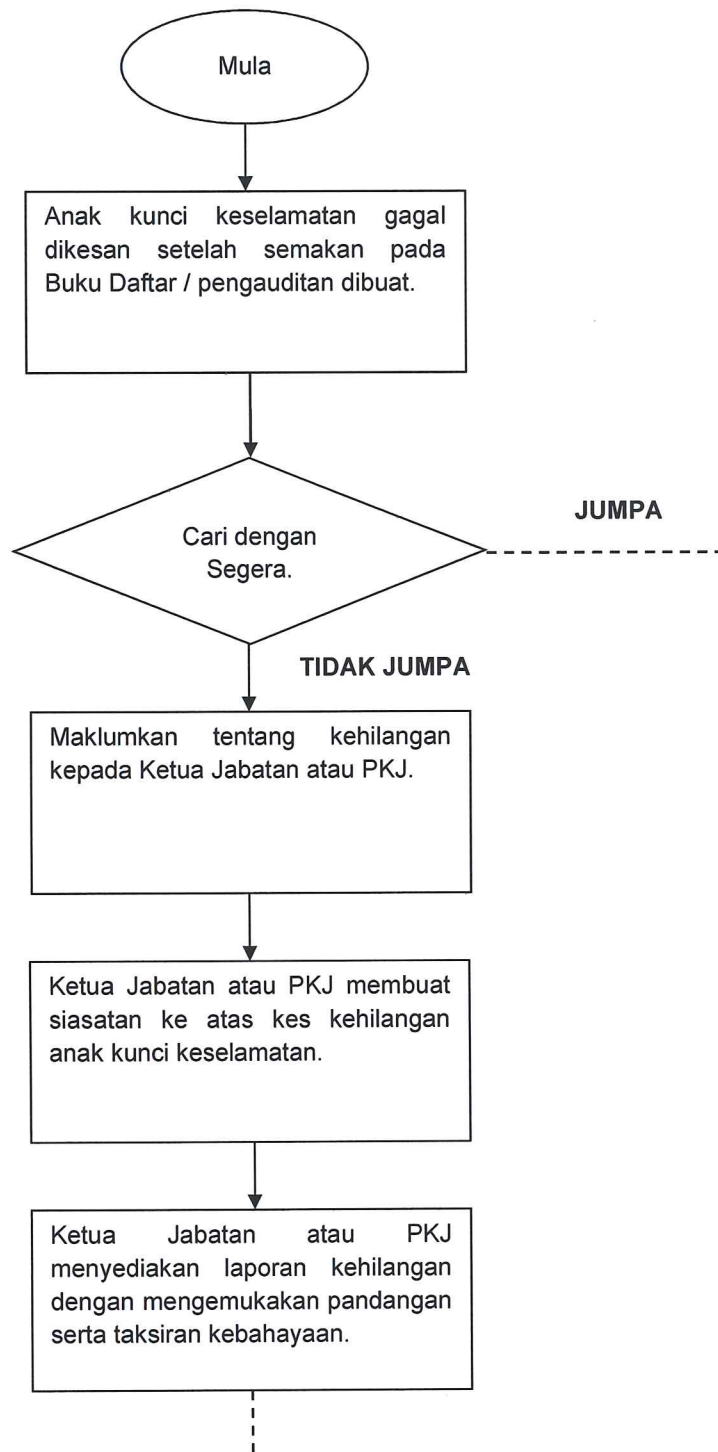 Mula
Anak kunci keselamatan gagal
dikesan setelah semakan pada
Buku Daftar / pengauditan dibuat.
Cari dengan
Segera.
JUMPA
TIDAK JUMPA
Maklumkan tentang kehilangan
kepada Ketua Jabatan atau PKJ.
Ketua Jabatan atau PKJ membuat
siasatan ke atas kes kehilangan
anak kunci keselamatan.
Ketua Jabatan atau PKJ
menyediakan laporan kehilangan
dengan mengemukakan pandangan
serta taksiran kebahayaan.